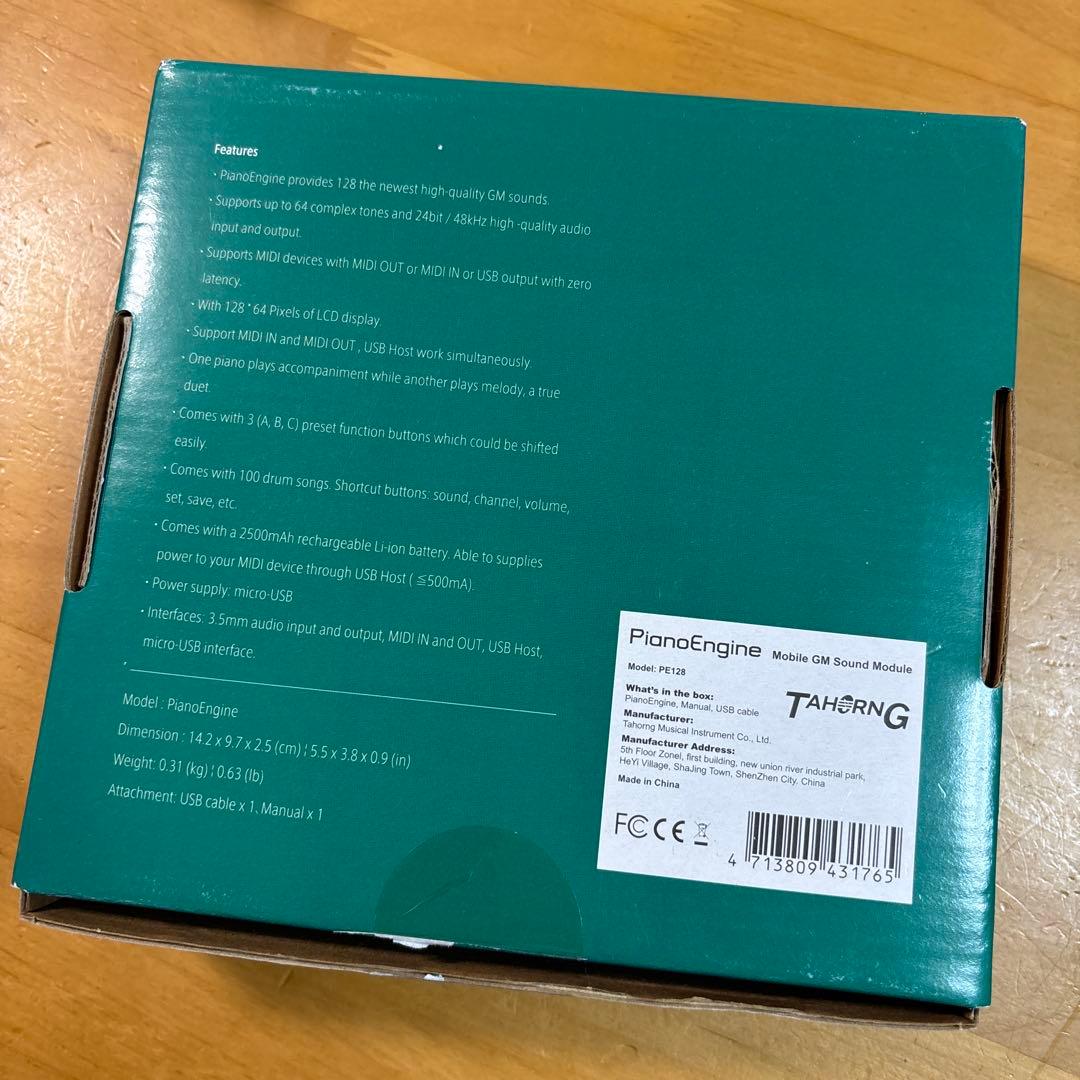 Features
· PianoEngine provides 128 the newest high-quality GM sounds.
· Supports up to 64 complex tones and 24bit / 48kHz high -quality audio
input and output.
· Supports MIDI devices with MIDI OUT or MIDI IN or USB output with zero
latency.
· With 128 * 64 Pixels of LCD display.
· Support MIDI IN and MIDI OUT , USB Host work simultaneously.
· One piano plays accompaniment while another plays melody, a true
duet.
· Comes with 3 (A, B, C) preset function buttons which could be shifted
easily.
· Comes with 100 drum songs. Shortcut buttons: sound, channel, volume,
set, save, etc.
· Comes with a 2500mAh rechargeable Li-ion battery. Able to supplies
power to your MIDI device through USB Host ( ≦500mA).
· Power supply: micro-USB
· Interfaces: 3.5mm audio input and output, MIDI IN and OUT, USB Host,
micro-USB interface.
Model : PianoEngine
Dimension : 14.2 x 9.7 x 2.5 (cm) ¦ 5.5 x 3.8 x 0.9 (in)
Weight: 0.31 (kg) ¦ 0.63 (lb)
Attachment: USB cable x 1、Manual x 1
PianoEngine Mobile GM Sound Module
Model: PE128
TAHORNG
What's in the box:
PianoEngine, Manual, USB cable
Manufacturer:
Tahorng Musical Instrument Co., Ltd.
Manufacturer Address:
5th Floor Zonel, first building, new union river industrial park,
HeYi Village, ShaJing Town, ShenZhen City. China
Made in China
FC CE
4 713809 431765